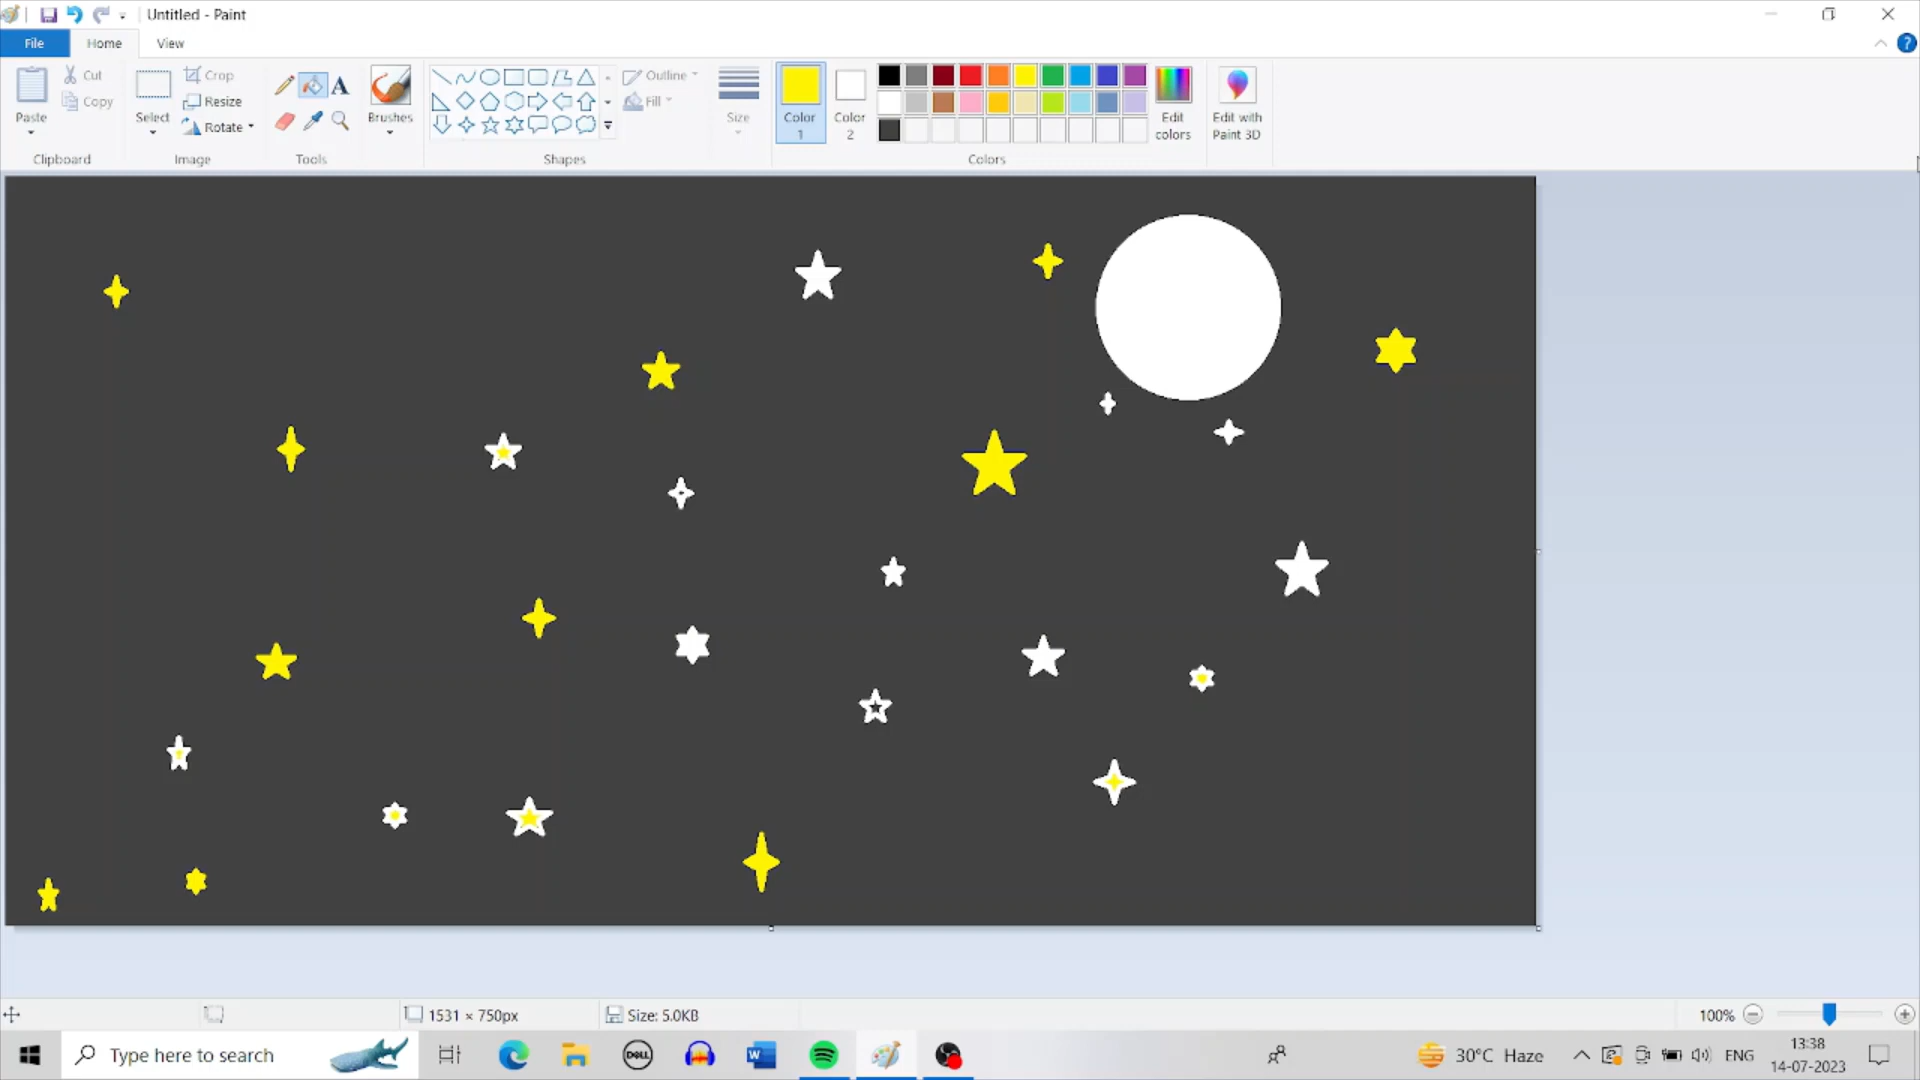 Untitled - Paint
File Home View
Paste Cut Copy Select Crop Resize Rotate A Brushes Outline Fill Size Color 1 Color 2 Edit colors Edit with Paint 3D ?
Clipboard Image Tools Shapes Colors
1531 × 750px Size: 5.0KB 100%
Type here to search DELL W 30°C Haze ENG 13:38
14-07-2023